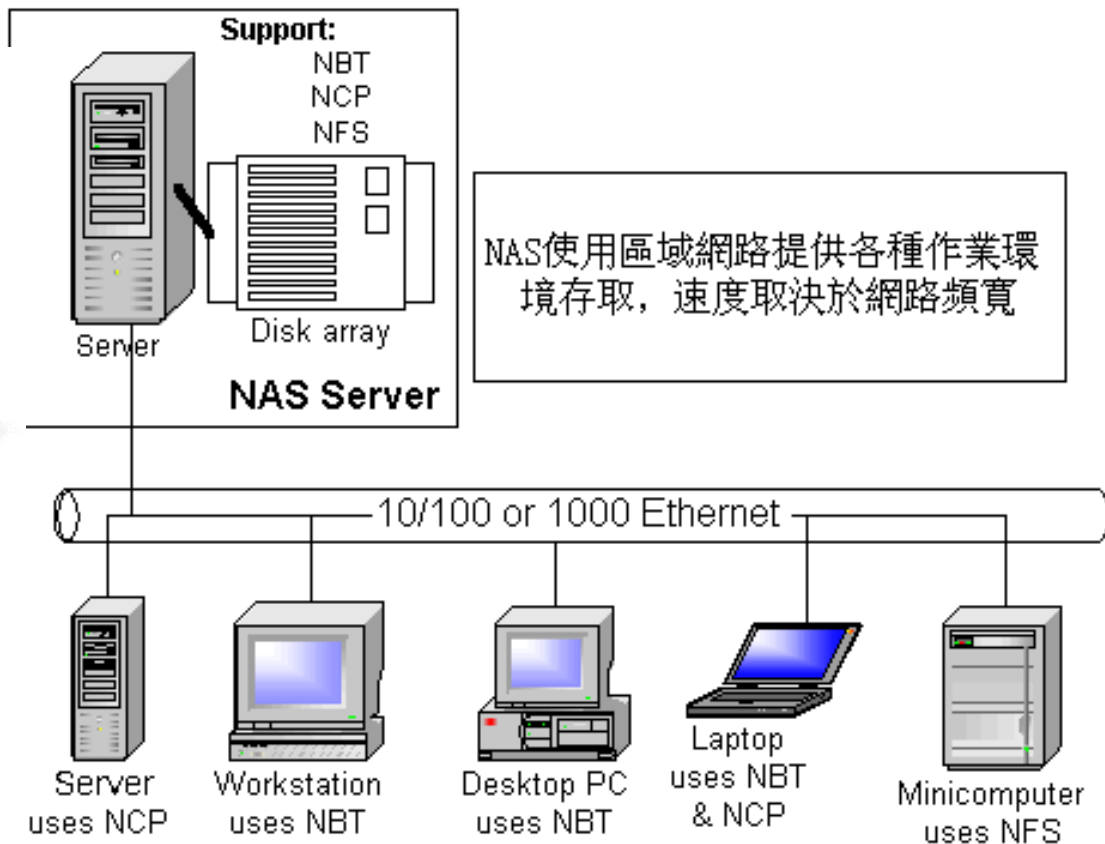 Support:
NBT
NCP
NFS
Server
Disk array
NAS Server
NAS使用區域網路提供各種作業環
境存取，速度取決於網路頻寬
10/100 or 1000 Ethernet
Server
uses NCP
Workstation
uses NBT
Desktop PC
uses NBT
Laptop
uses NBT
& NCP
Minicomputer
uses NFS